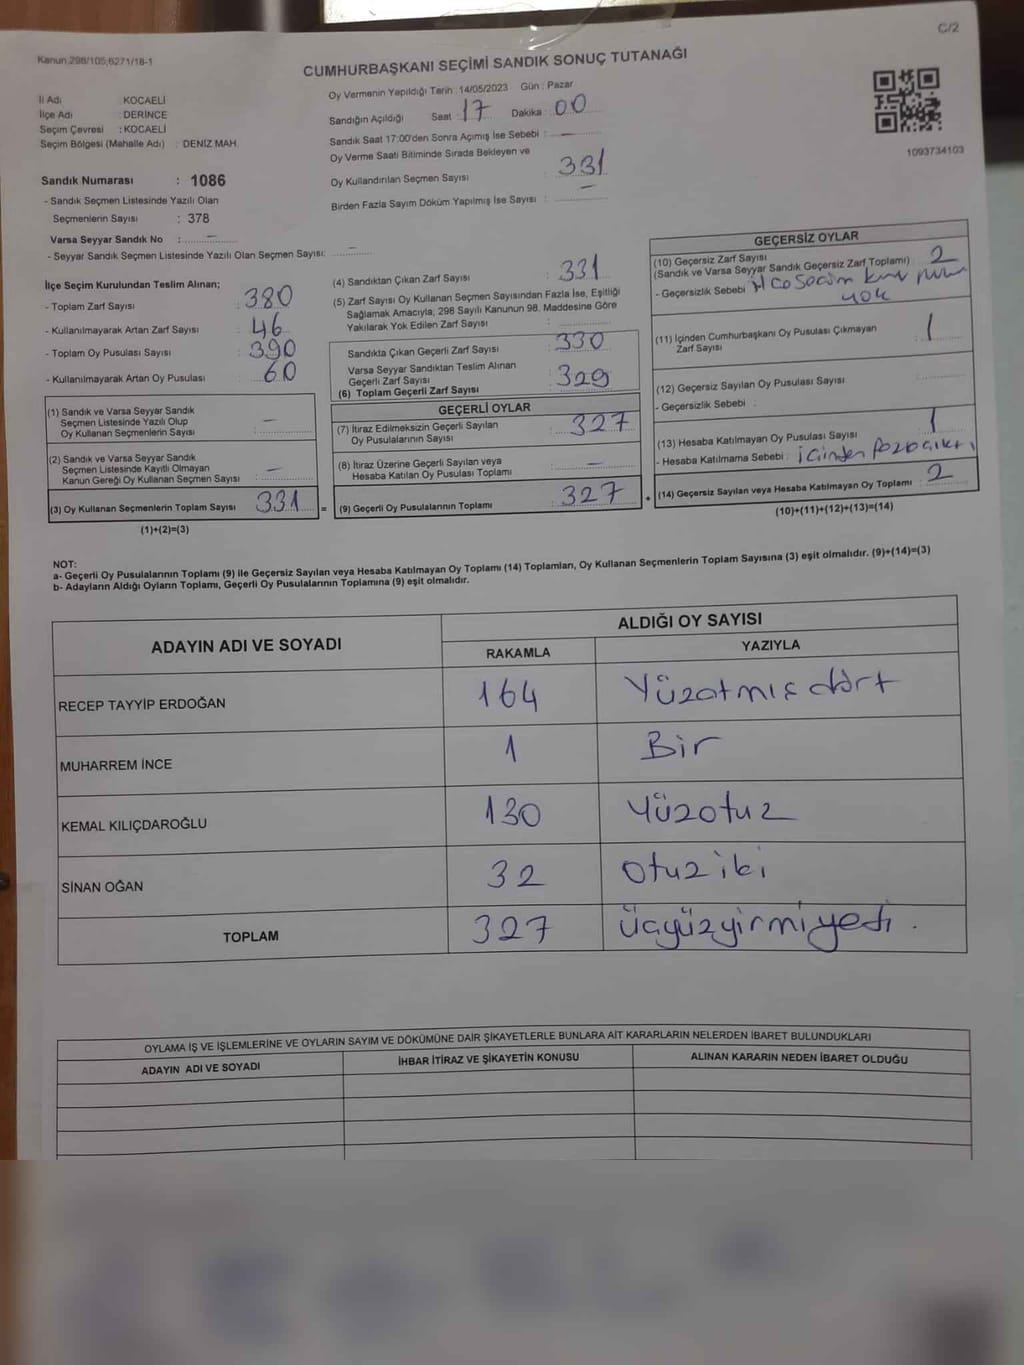 C/2
Kanun 298/105;6271/18-1
CUMHURBAŞKANI SEÇİMİ SANDIK SONUÇ TUTANAĞI
İl Adı : KOCAELİ
İlçe Adı : DERİNCE
Seçim Çevresi : KOCAELİ
Seçim Bölgesi (Mahalle Adı) : DENİZ MAH.
Sandık Numarası : 1086
- Sandık Seçmen Listesinde Yazılı Olan
Seçmenlerin Sayısı : 378
Varsa Seyyar Sandık No : —
- Seyyar Sandık Seçmen Listesinde Yazılı Olan Seçmen Sayısı: —
Oy Vermenin Yapıldığı Tarih : 14/05/2023 Gün : Pazar
Sandığın Açıldığı Saat : 17 Dakika : 00
Sandık Saat 17:00'den Sonra Açımış İse Sebebi : —
Oy Verme Saati Bitiminde Sırada Bekleyen ve
Oy Kullandırılan Seçmen Sayısı : 331
Birden Fazla Sayım Döküm Yapılmış İse Sayısı : —
1093734103
İlçe Seçim Kurulundan Teslim Alınan;
- Toplam Zarf Sayısı : 380
- Kullanılmayarak Artan Zarf Sayısı : 46
- Toplam Oy Pusulası Sayısı : 390
- Kullanılmayarak Artan Oy Pusulası : 60
(1) Sandık ve Varsa Seyyar Sandık
Seçmen Listesinde Yazılı Olup
Oy Kullanan Seçmenlerin Sayısı : —
(2) Sandık ve Varsa Seyyar Sandık
Seçmen Listesinde Kayıtlı Olmayan
Kanun Gereği Oy Kullanan Seçmen Sayısı : —
(3) Oy Kullanan Seçmenlerin Toplam Sayısı 331
(1)+(2)=(3)
(4) Sandıktan Çıkan Zarf Sayısı : 331
(5) Zarf Sayısı Oy Kullanan Seçmen Sayısından Fazla İse, Eşitliği
Sağlamak Amacıyla, 298 Sayılı Kanunun 98. Maddesine Göre
Yakılarak Yok Edilen Zarf Sayısı :
Sandıkta Çıkan Geçerli Zarf Sayısı : 330
Varsa Seyyar Sandıktan Teslim Alınan
Geçerli Zarf Sayısı
(6) Toplam Geçerli Zarf Sayısı : 329
GEÇERLİ OYLAR
(7) İtiraz Edilmeksizin Geçerli Sayılan
Oy Pusulalarının Sayısı : 327
(8) İtiraz Üzerine Geçerli Sayılan veya
Hesaba Katılan Oy Pusulası Toplamı : —
= (9) Geçerli Oy Pusulalarının Toplamı : 327
GEÇERSİZ OYLAR
(10) Geçersiz Zarf Sayısı
(Sandık ve Varsa Seyyar Sandık Geçersiz Zarf Toplamı) : 2
- Geçersizlik Sebebi : yok
(11) İçinden Cumhurbaşkanı Oy Pusulası Çıkmayan
Zarf Sayısı : 1
(12) Geçersiz Sayılan Oy Pusulası Sayısı :
- Geçersizlik Sebebi :
(13) Hesaba Katılmayan Oy Pusulası Sayısı : 1
- Hesaba Katılmama Sebebi : içinden çıktı
+ (14) Geçersiz Sayılan veya Hesaba Katılmayan Oy Toplamı : 2
(10)+(11)+(12)+(13)=(14)
NOT:
a- Geçerli Oy Pusulalarının Toplamı (9) ile Geçersiz Sayılan veya Hesaba Katılmayan Oy Toplamı (14) Toplamları, Oy Kullanan Seçmenlerin Toplam Sayısına (3) eşit olmalıdır. (9)+(14)=(3)
b- Adayların Aldığı Oyların Toplamı, Geçerli Oy Pusulalarının Toplamına (9) eşit olmalıdır.
ADAYIN ADI VE SOYADI ALDIĞI OY SAYISI
RAKAMLA YAZIYLA
RECEP TAYYİP ERDOĞAN 164 Yüzatmış dört
MUHARREM İNCE 1 Bir
KEMAL KILIÇDAROĞLU 130 Yüzotuz
SİNAN OĞAN 32 Otuziki
TOPLAM 327 üçyüzyirmiyedi.
OYLAMA İŞ VE İŞLEMLERİNE VE OYLARIN SAYIM VE DÖKÜMÜNE DAİR ŞİKAYETLERLE BUNLARA AİT KARARLARIN NELERDEN İBARET BULUNDUKLARI
ADAYIN ADI VE SOYADI İHBAR İTİRAZ VE ŞİKAYETİN KONUSU ALINAN KARARIN NEDEN İBARET OLDUĞU